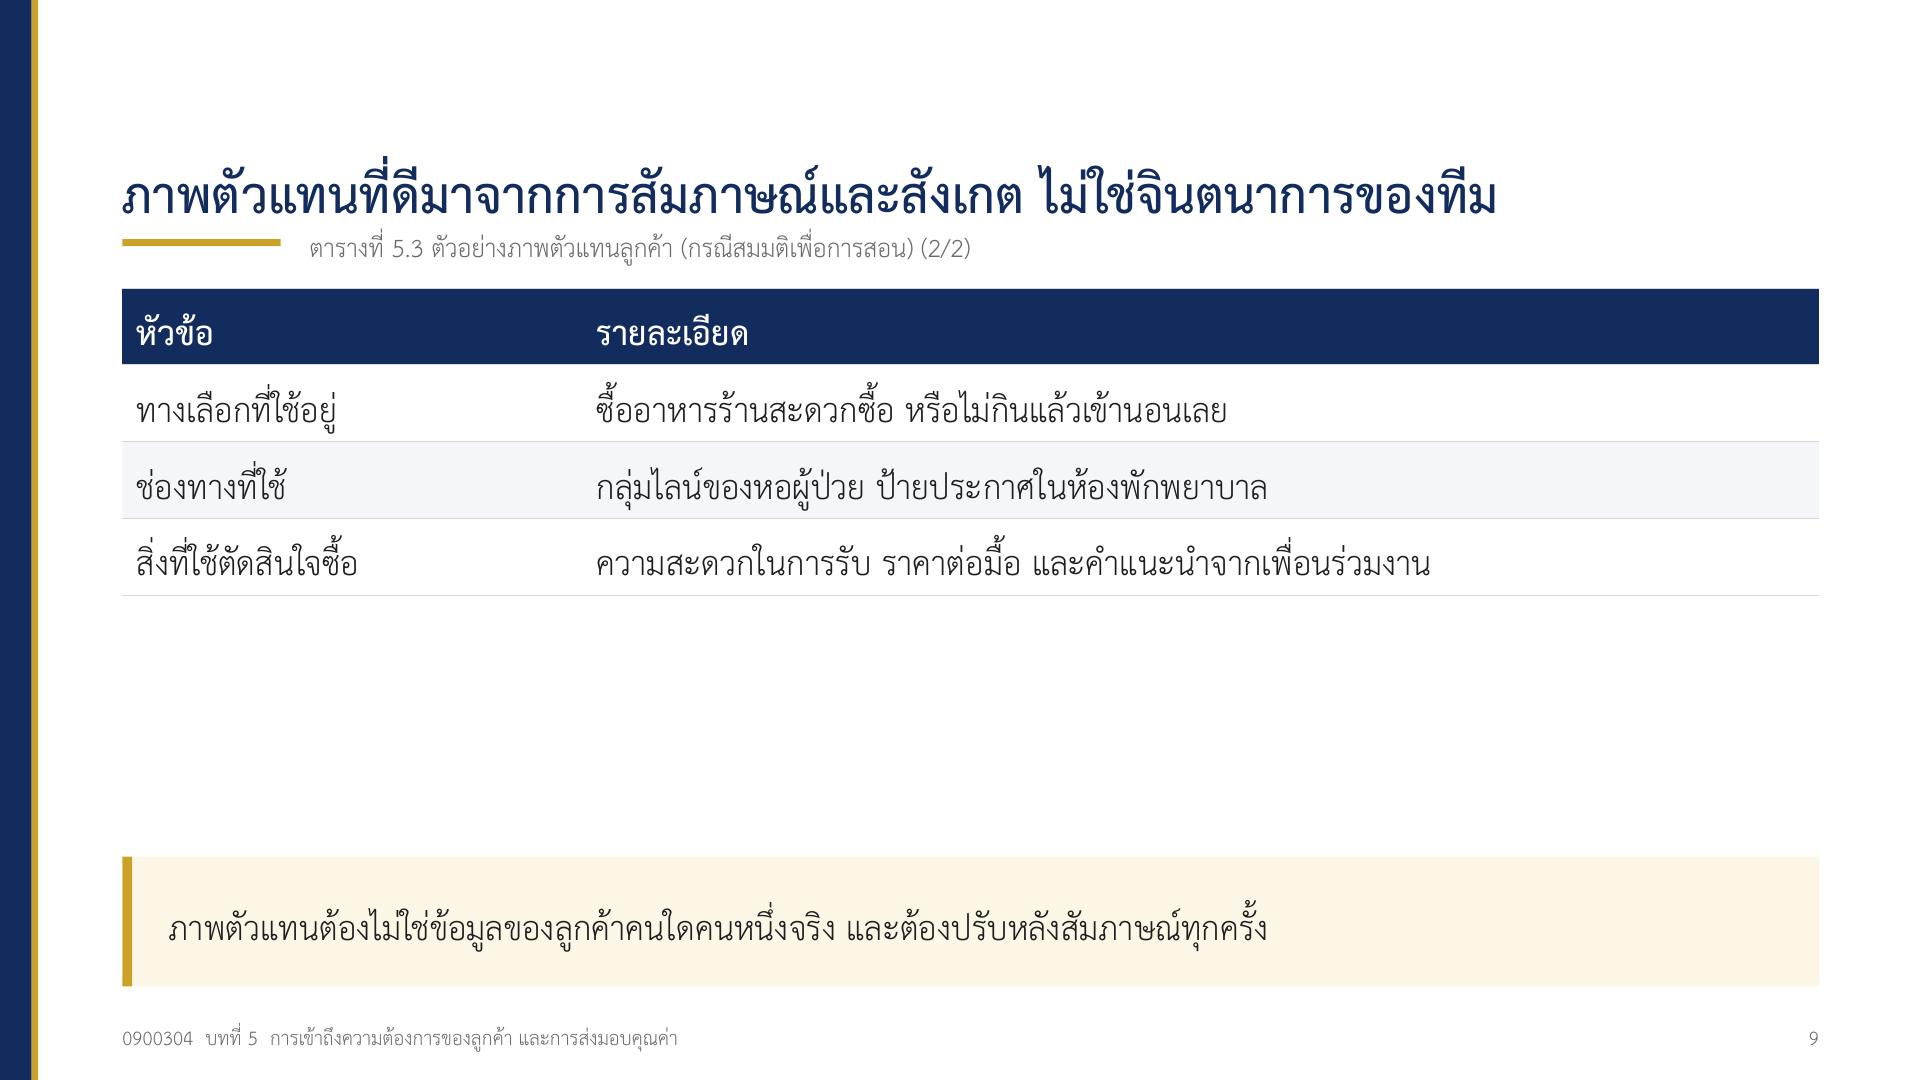 ภาพตัวแทนที่ดีมาจากการสัมภาษณ์และสังเกต ไม่ใช่จินตนาการของทีม
ตารางที่ 5.3 ตัวอย่างภาพตัวแทนลูกค้า (กรณีสมมติเพื่อการสอน) (2/2)
หัวข้อ รายละเอียด
ทางเลือกที่ใช้อยู่ ซื้ออาหารร้านสะดวกซื้อ หรือไม่กินแล้วเข้านอนเลย
ช่องทางที่ใช้ กลุ่มไลน์ของหอผู้ป่วย ป้ายประกาศในห้องพักพยาบาล
สิ่งที่ใช้ตัดสินใจซื้อ ความสะดวกในการรับ ราคาต่อมื้อ และคำแนะนำจากเพื่อนร่วมงาน
ภาพตัวแทนต้องไม่ใช่ข้อมูลของลูกค้าคนใดคนหนึ่งจริง และต้องปรับหลังสัมภาษณ์ทุกครั้ง
0900304 บทที่ 5 การเข้าถึงความต้องการของลูกค้า และการส่งมอบคุณค่า 9